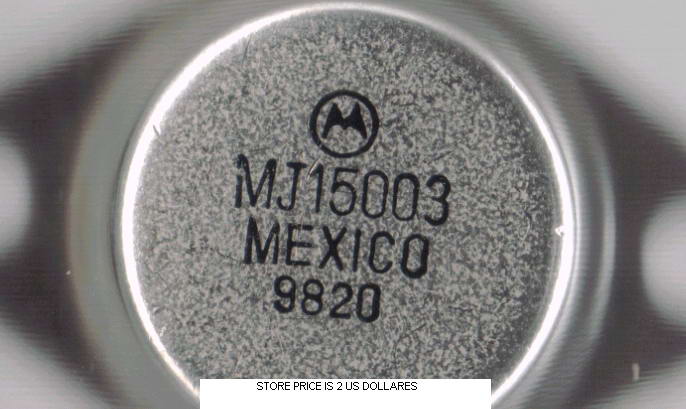 MJ15003
MEXICO
9820
STORE PRICE IS 2 US DOLLARES